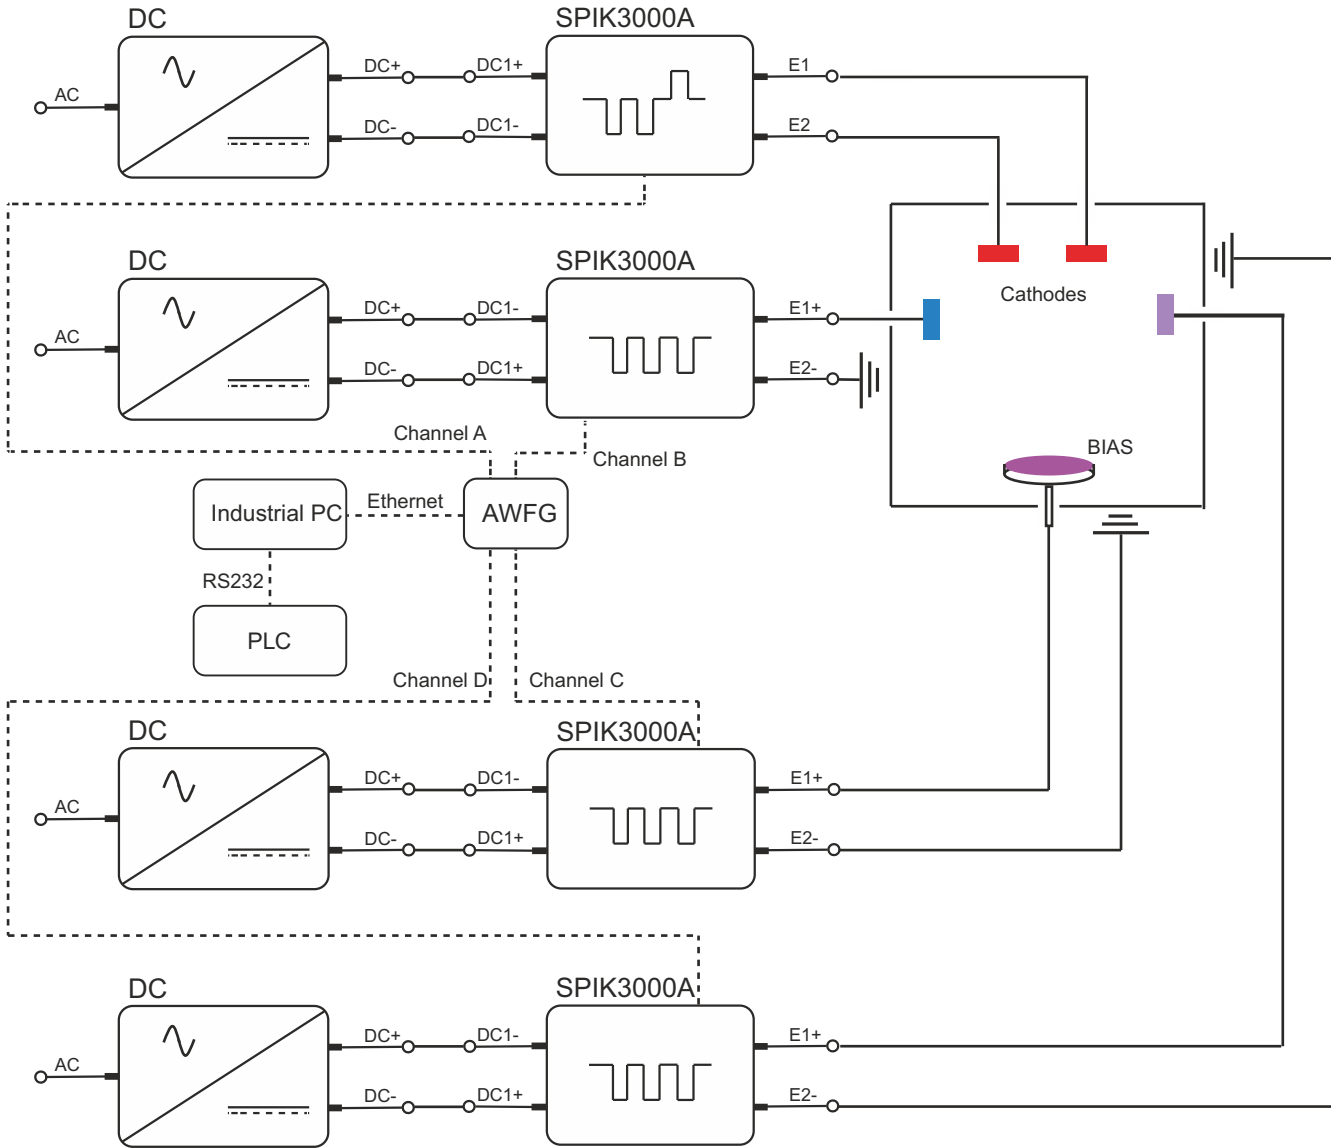 DC
SPIK3000A
AC
DC+
DC1+
E1
DC-
DC1-
E2
Cathodes
DC
SPIK3000A
AC
DC+
DC1-
E1+
DC-
DC1+
E2-
Channel A
Channel B
BIAS
Industrial PC
Ethernet
AWFG
RS232
PLC
Channel D
Channel C
DC
SPIK3000A
AC
DC+
DC1-
E1+
DC-
DC1+
E2-
DC
SPIK3000A
AC
DC+
DC1-
E1+
DC-
DC1+
E2-